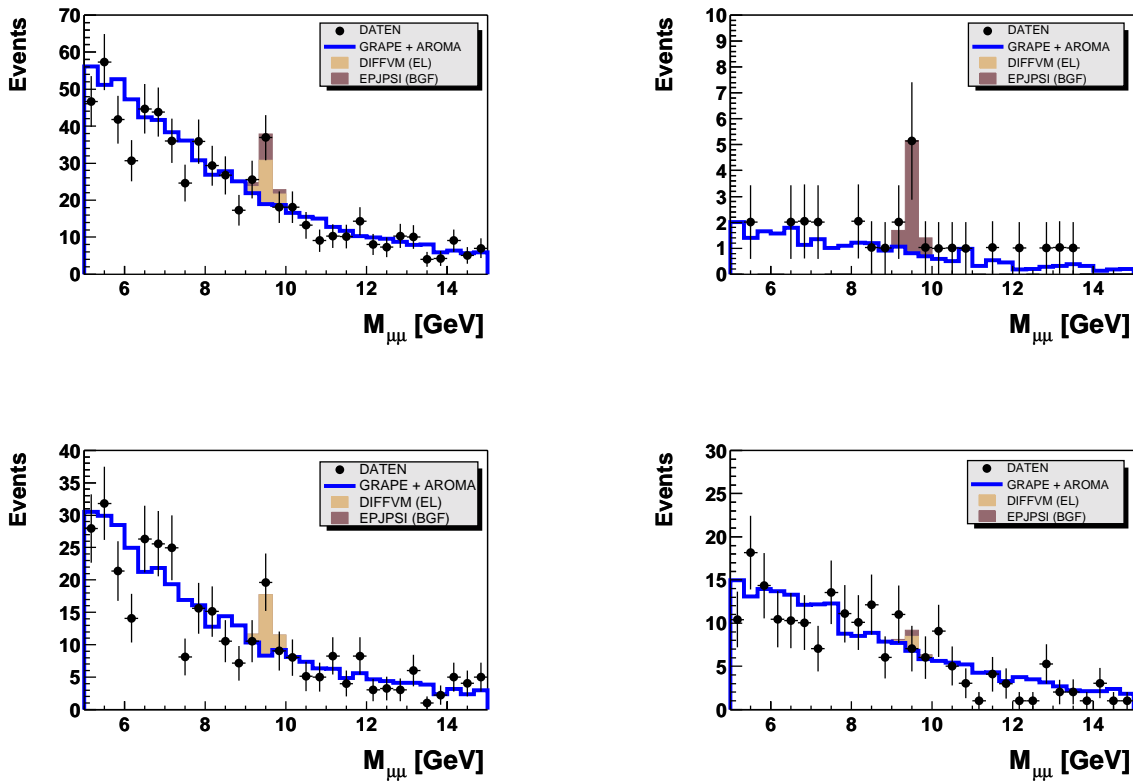 Events
70
60
50
40
30
20
10
0
DATEN
GRAPE + AROMA
DIFFVM (EL)
EPJPSI (BGF)
6 8 10 12 14
Mμμ [GeV]
Events
10
9
8
7
6
5
4
3
2
1
0
DATEN
GRAPE + AROMA
DIFFVM (EL)
EPJPSI (BGF)
6 8 10 12 14
Mμμ [GeV]
Events
40
35
30
25
20
15
10
5
0
DATEN
GRAPE + AROMA
DIFFVM (EL)
EPJPSI (BGF)
6 8 10 12 14
Mμμ [GeV]
Events
30
25
20
15
10
5
0
DATEN
GRAPE + AROMA
DIFFVM (EL)
EPJPSI (BGF)
6 8 10 12 14
Mμμ [GeV]